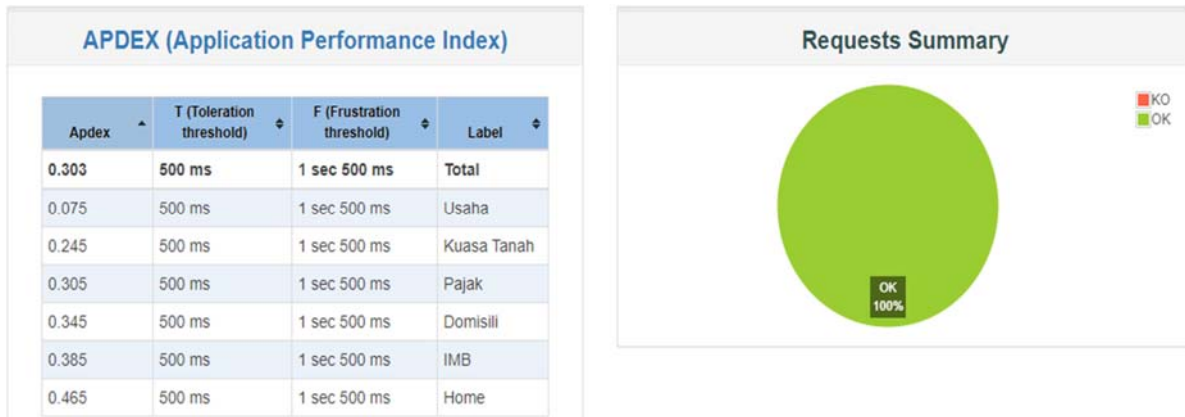 APDEX (Application Performance Index)
Apdex T (Toleration threshold) F (Frustration threshold) Label
0.303 500 ms 1 sec 500 ms Total
0.075 500 ms 1 sec 500 ms Usaha
0.245 500 ms 1 sec 500 ms Kuasa Tanah
0.305 500 ms 1 sec 500 ms Pajak
0.345 500 ms 1 sec 500 ms Domisili
0.385 500 ms 1 sec 500 ms IMB
0.465 500 ms 1 sec 500 ms Home
Requests Summary
KO
OK
OK
100%